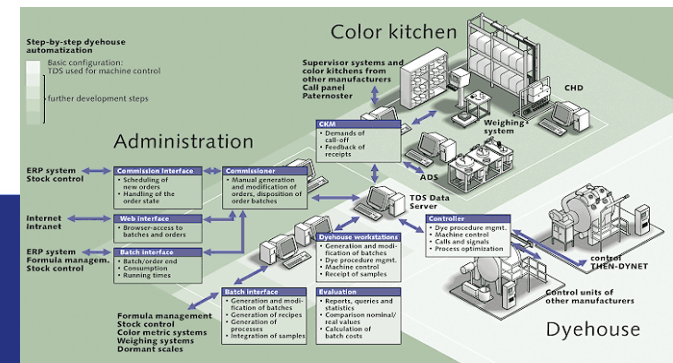 Color kitchen
Step-by-step dyehouse
automatization
Basic configuration:
TDS used for machine control
further development steps
Supervisor systems and
color kitchens from
other manufacturers
Call panel
Paternoster
CHD
Weighing
system
CKM
• Demands of
call-off
• Feedback of
receipts
ADS
Administration
ERP system
Stock control
Commission interface
• Scheduling of
new orders
• Handling of the
order state
Commissioner
• Manual generation
and modification of
orders, disposition of
order batches
TDS Data
Server
Internet
Intranet
Web interface
• Browser-access to
batches and orders
ERP system
Formula managem.
Stock control
Batch interface
• Batch/order end
• Consumption
• Running times
Dyehouse workstations
• Generation and modi-
fication of batches
• Dye procedure mgmt.
• Machine control
• Receipt of samples
Controller
• Dye procedure mgmt.
• Machine control
• Calls and signals
• Process optimization
control
THEN-DYNET
Control units of
other manufacturers
Formula management
Stock control
Color metric systems
Weighing systems
Dormant scales
Batch interface
• Generation and modi-
fication of batches
• Generation of recipes
• Generation of
processes
• Integration of samples
Evaluation
• Reports, queries and
statistics
• Comparison nominal/
real values
• Calculation of
batch costs
Dyehouse